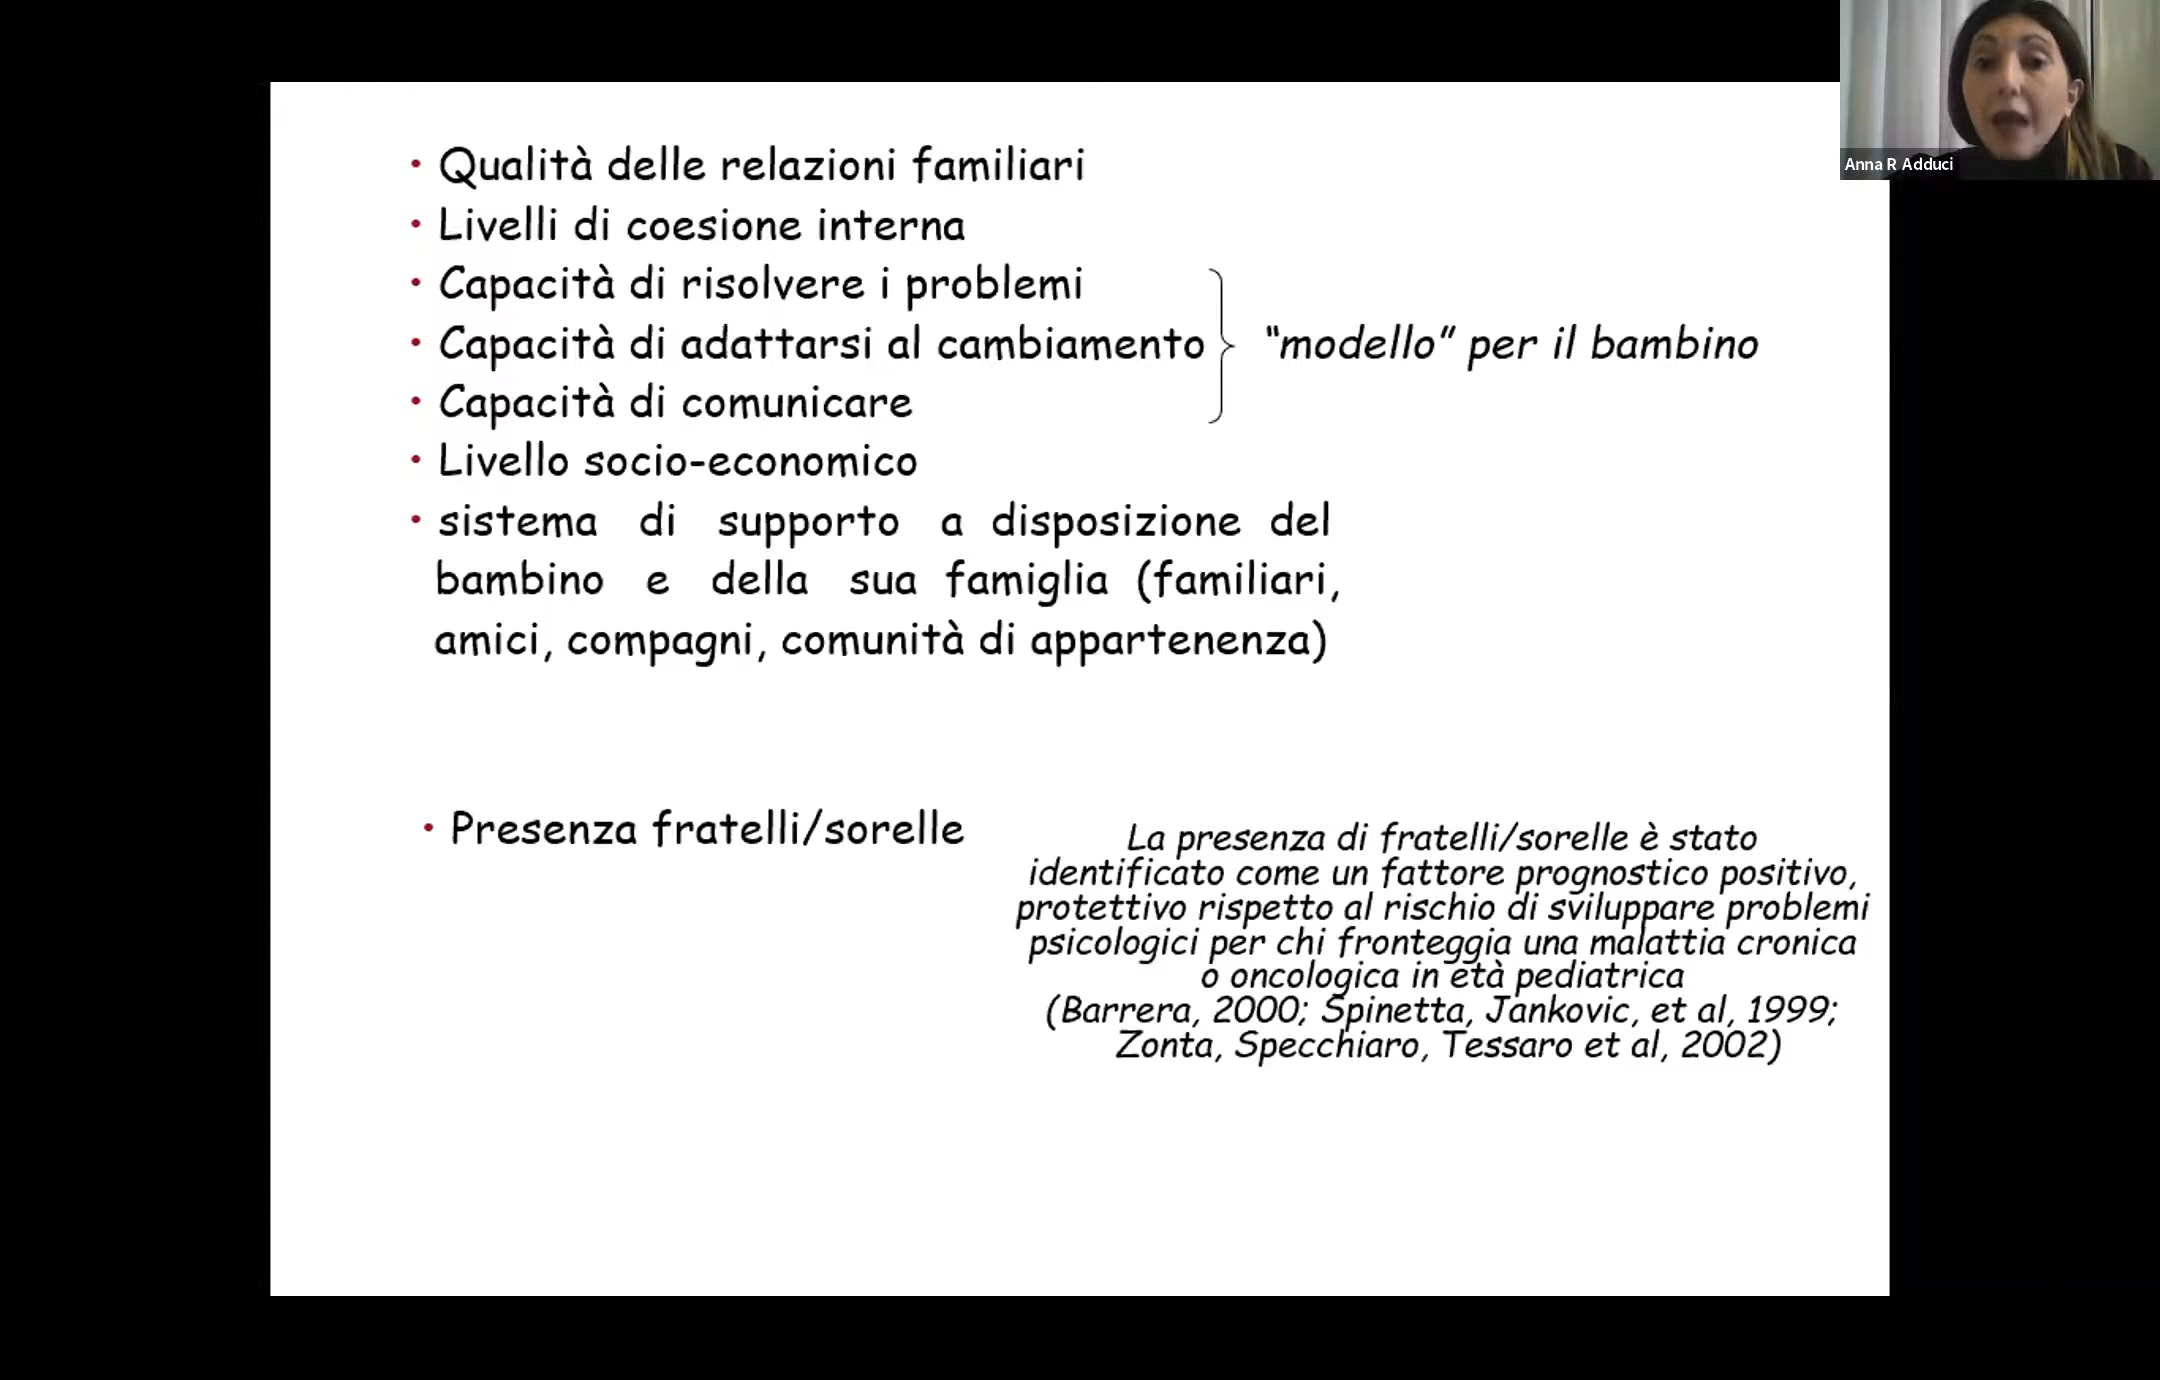 Anna R Adduci
• Qualità delle relazioni familiari
• Livelli di coesione interna
• Capacità di risolvere i problemi
• Capacità di adattarsi al cambiamento
“modello” per il bambino
• Capacità di comunicare
• Livello socio-economico
• sistema di supporto a disposizione del
bambino e della sua famiglia (familiari,
amici, compagni, comunità di appartenenza)
• Presenza fratelli/sorelle
La presenza di fratelli/sorelle è stato
identificato come un fattore prognostico positivo,
protettivo rispetto al rischio di sviluppare problemi
psicologici per chi fronteggia una malattia cronica
o oncologica in età pediatrica
(Barrera, 2000; Spinetta, Jankovic, et al, 1999;
Zonta, Specchiaro, Tessaro et al, 2002)